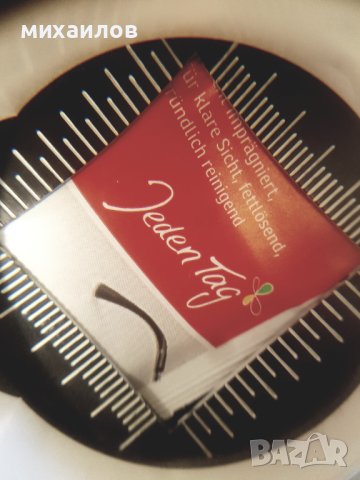 михаилов
imprägniert,
für klare Sicht, fettlösend,
gründlich reinigend
Jeden Tag
BAZAR